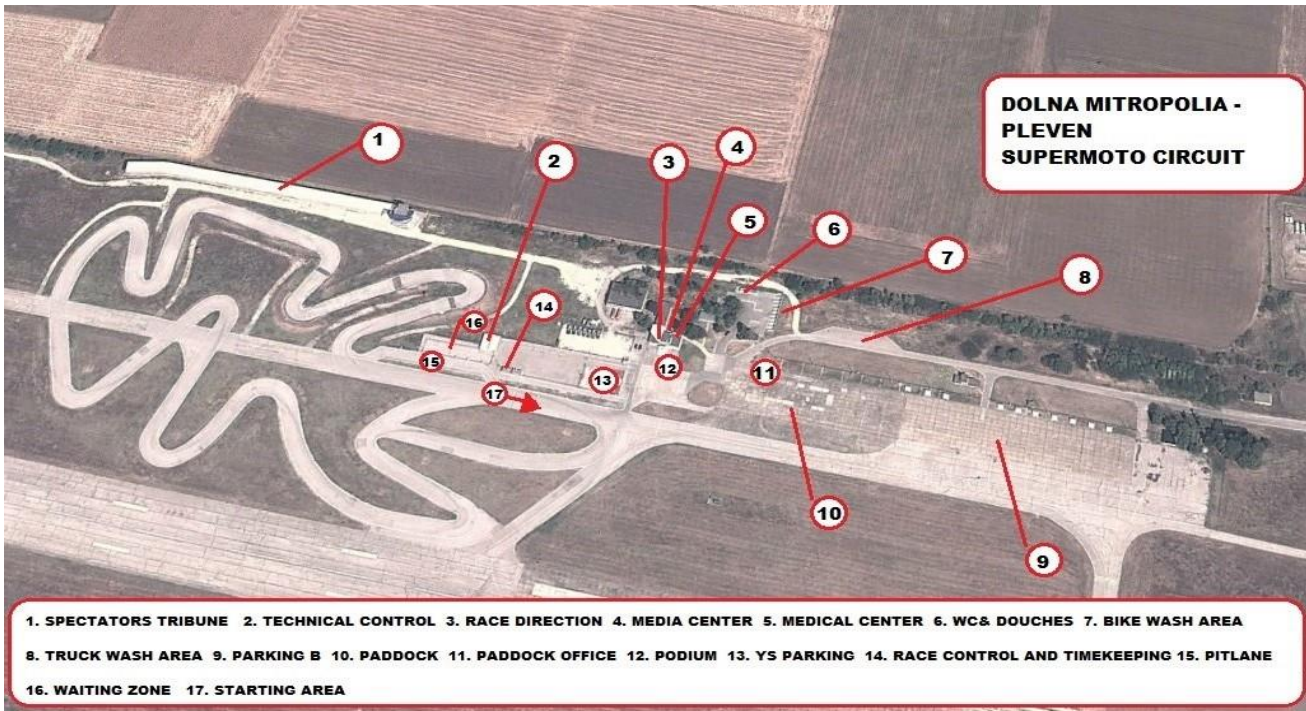 DOLNA MITROPOLIA -
PLEVEN
SUPERMOTO CIRCUIT
1
2
3
4
5
6
7
8
16
14
15
13
12
11
17
10
9
1. SPECTATORS TRIBUNE 2. TECHNICAL CONTROL 3. RACE DIRECTION 4. MEDIA CENTER 5. MEDICAL CENTER 6. WC& DOUCHES 7. BIKE WASH AREA
8. TRUCK WASH AREA 9. PARKING B 10. PADDOCK 11. PADDOCK OFFICE 12. PODIUM 13. YS PARKING 14. RACE CONTROL AND TIMEKEEPING 15. PITLANE
16. WAITING ZONE 17. STARTING AREA